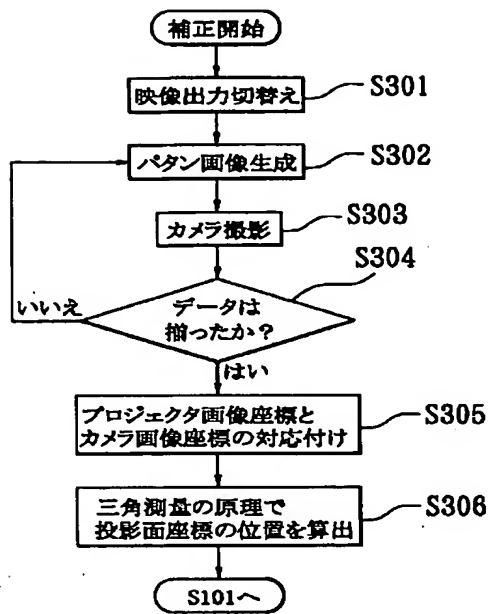 補正開始
映像出力切替え
S301
パタン画像生成
S302
カメラ撮影
S303
S304
データは
揃ったか?
いいえ
はい
プロジェクタ画像座標と
カメラ画像座標の対応付け
S305
三角測量の原理で
投影面座標の位置を算出
S306
S101へ